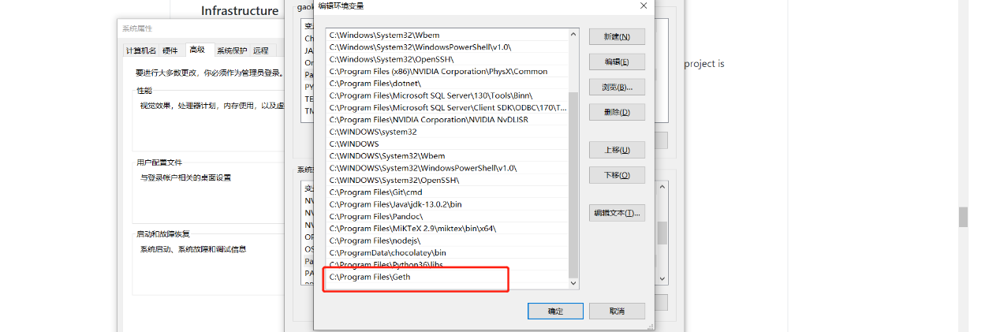 Infrastructure
gaok
编辑环境变量
系统属性
计算机名 硬件 高级 系统保护 远程
要进行大多数更改，你必须作为管理员登录。
性能
视觉效果，处理器计划，内存使用，以及虚
用户配置文件
与登录帐户相关的桌面设置
启动和故障恢复
系统启动、系统故障和调试信息
变
Ch
JA
Or
Pa
PY
TE
TM
系统
变
NV
NV
NV
OP
OS
Pa
PA
C:\Windows\System32\Wbem
C:\Windows\System32\WindowsPowerShell\v1.0\
C:\Windows\System32\OpenSSH\
C:\Program Files (x86)\NVIDIA Corporation\PhysX\Common
C:\Program Files\dotnet\
C:\Program Files\Microsoft SQL Server\130\Tools\Binn\
C:\Program Files\Microsoft SQL Server\Client SDK\ODBC\170\T...
C:\Program Files\NVIDIA Corporation\NVIDIA NvDLISR
C:\WINDOWS\system32
C:\WINDOWS
C:\WINDOWS\System32\Wbem
C:\WINDOWS\System32\WindowsPowerShell\v1.0\
C:\WINDOWS\System32\OpenSSH\
C:\Program Files\Git\cmd
C:\Program Files\Java\jdk-13.0.2\bin
C:\Program Files\Pandoc\
C:\Program Files\MiKTeX 2.9\miktex\bin\x64\
C:\Program Files\nodejs\
C:\ProgramData\chocolatey\bin
C:\Program Files\Python36\libs
C:\Program Files\Geth
新建(N)
编辑(E)
浏览(B)...
删除(D)
上移(U)
下移(O)
编辑文本(T)...
确定
取消
project is